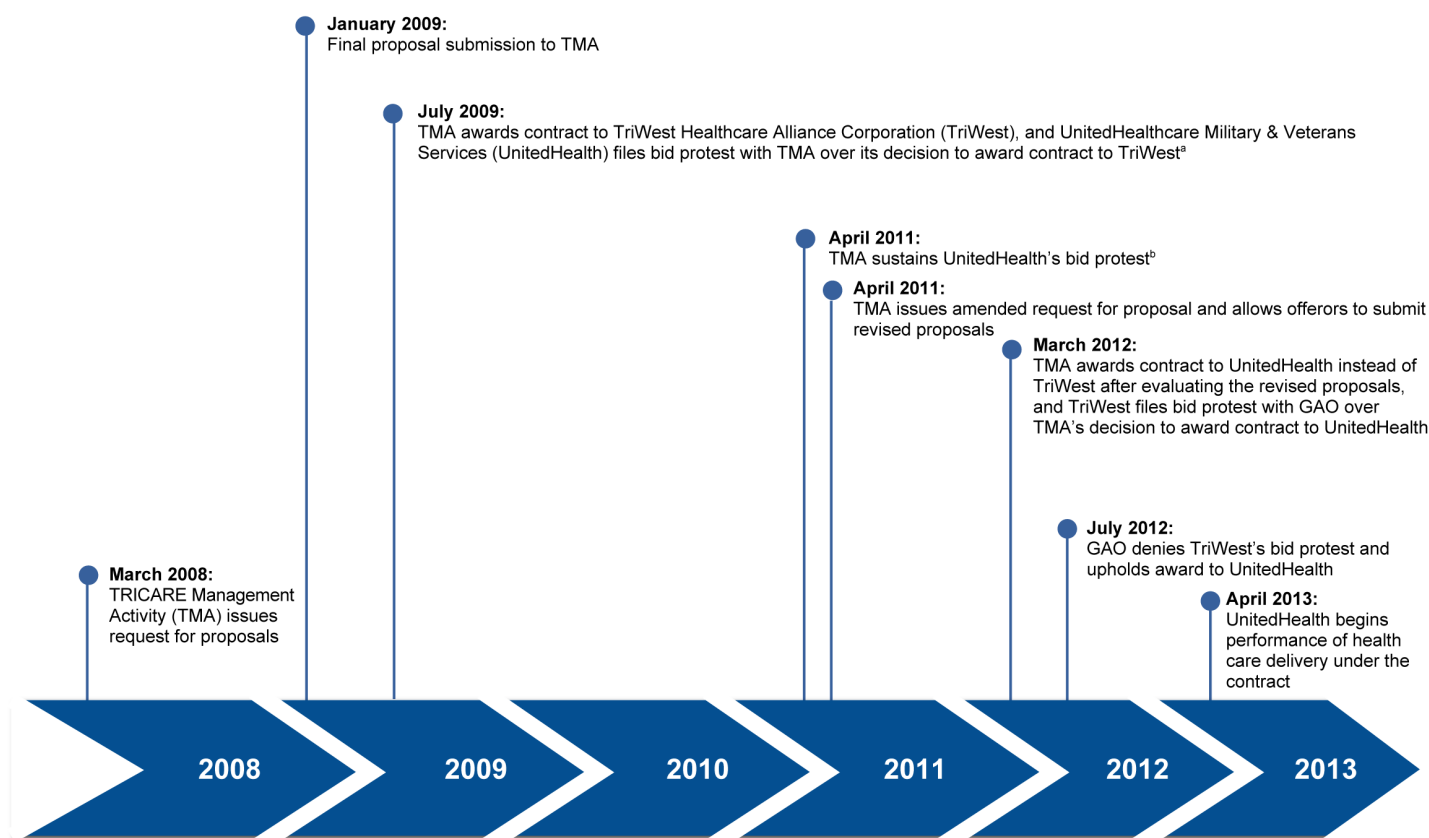 January 2009:
Final proposal submission to TMA
July 2009:
TMA awards contract to TriWest Healthcare Alliance Corporation (TriWest), and UnitedHealthcare Military & Veterans
Services (UnitedHealth) files bid protest with TMA over its decision to award contract to TriWestᵃ
April 2011:
TMA sustains UnitedHealth’s bid protestᵇ
April 2011:
TMA issues amended request for proposal and allows offerors to submit
revised proposals
March 2012:
TMA awards contract to UnitedHealth instead of
TriWest after evaluating the revised proposals,
and TriWest files bid protest with GAO over
TMA’s decision to award contract to UnitedHealth
July 2012:
GAO denies TriWest’s bid protest and
upholds award to UnitedHealth
March 2008:
TRICARE Management
Activity (TMA) issues
request for proposals
April 2013:
UnitedHealth begins
performance of health
care delivery under the
contract
2008
2009
2010
2011
2012
2013